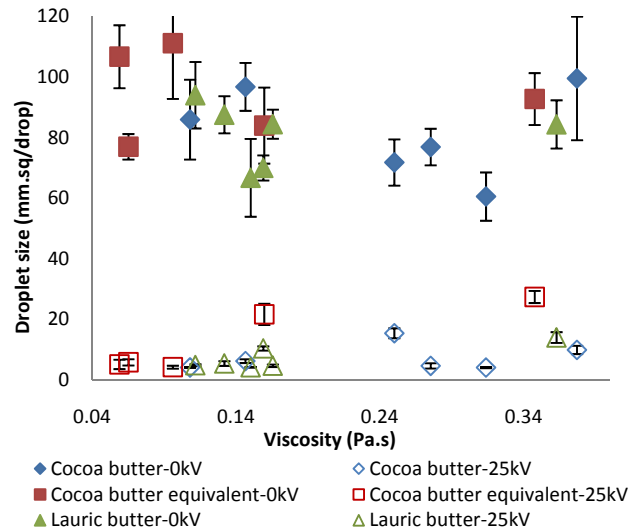 120
100
80
60
40
20
0
Droplet size (mm.sq/drop)
0.04 0.14 0.24 0.34
Viscosity (Pa.s)
Cocoa butter-0kV Cocoa butter-25kV
Cocoa butter equivalent-0kV Cocoa butter equivalent-25kV
Lauric butter-0kV Lauric butter-25kV